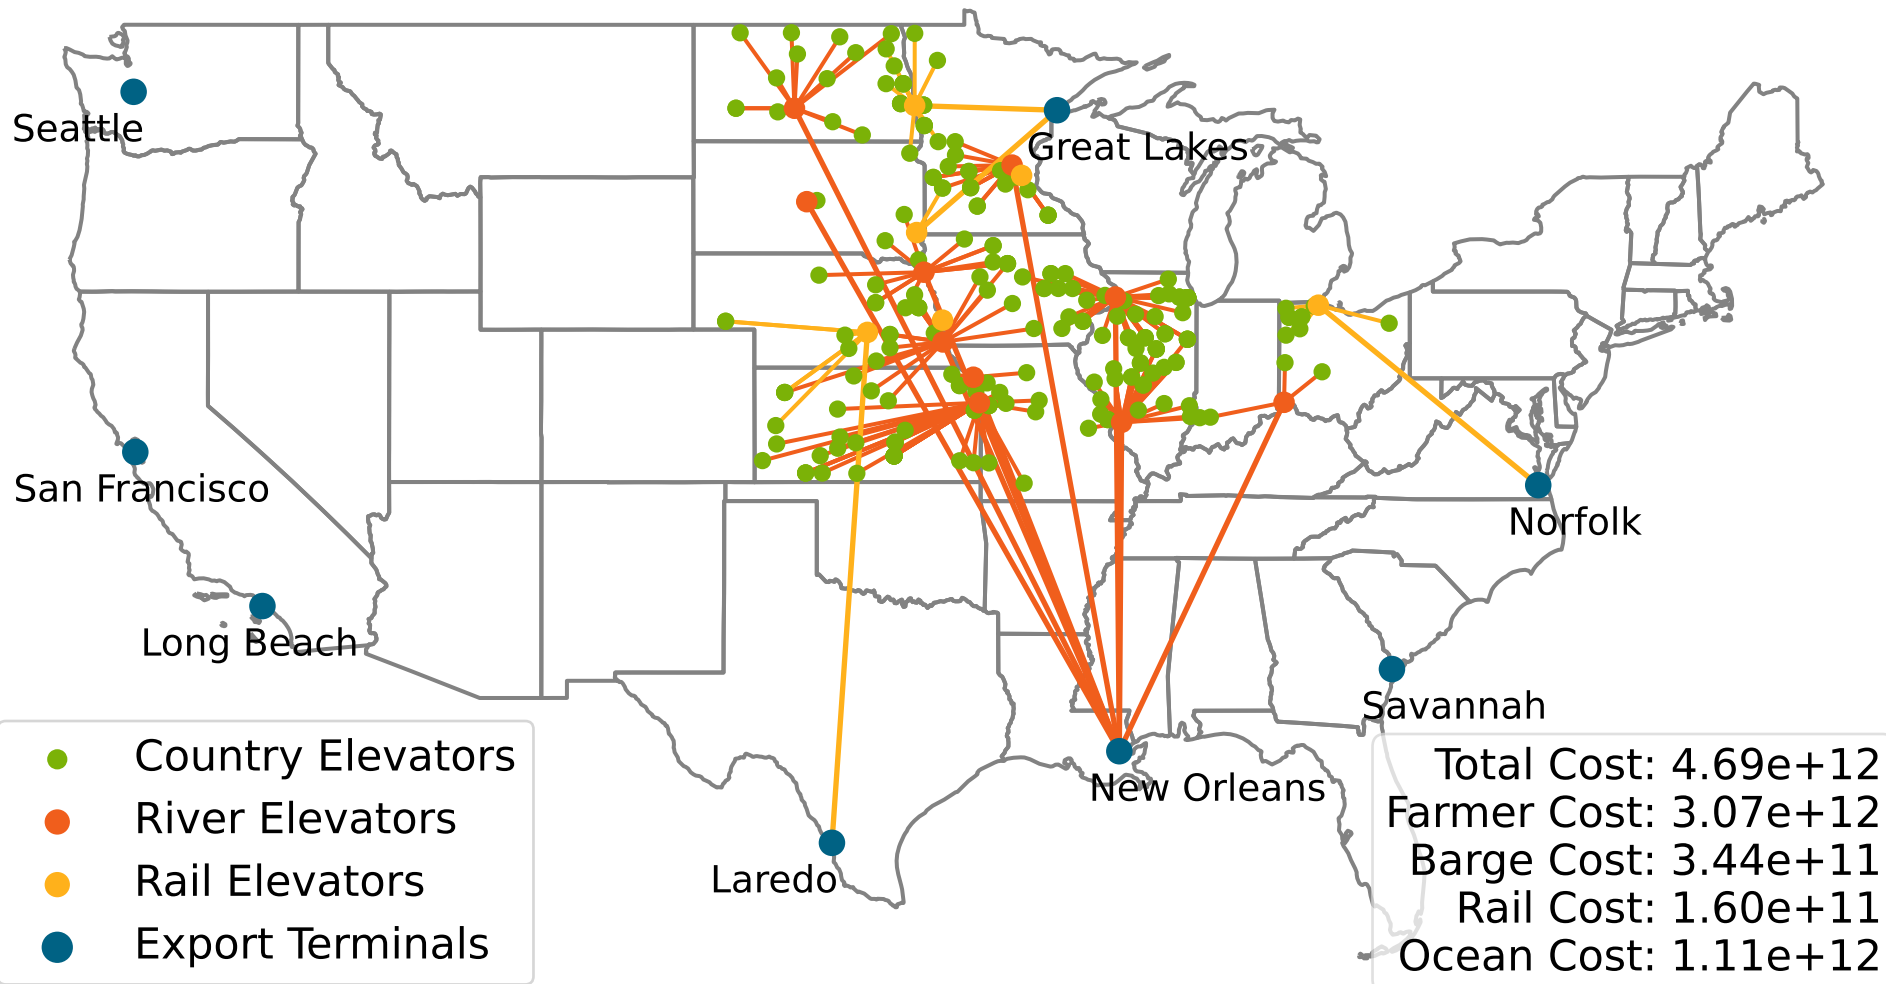 Seattle
Great Lakes
San Francisco
Norfolk
Long Beach
Savannah
New Orleans
Laredo
Country Elevators
River Elevators
Rail Elevators
Export Terminals
Total Cost: 4.69e+12
Farmer Cost: 3.07e+12
Barge Cost: 3.44e+11
Rail Cost: 1.60e+11
Ocean Cost: 1.11e+12